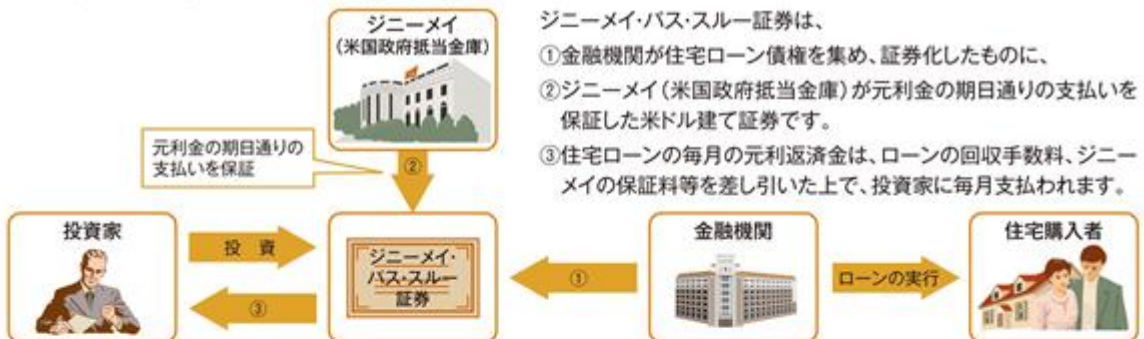 ジニーメイ
(米国政府抵当金庫)
ジニーメイ・パス・スルー証券は、
①金融機関が住宅ローン債権を集め、証券化したものに、
②ジニーメイ(米国政府抵当金庫)が元利金の期日通りの支払いを
保証した米ドル建て証券です。
③住宅ローンの毎月の元利返済金は、ローンの回収手数料、ジニー
メイの保証料等を差し引いた上で、投資家に毎月支払われます。
元利金の期日通りの
支払いを保証
②
投資家
投 資
③
ジニーメイ・
パス・スルー
証券
①
金融機関
ローンの実行
住宅購入者